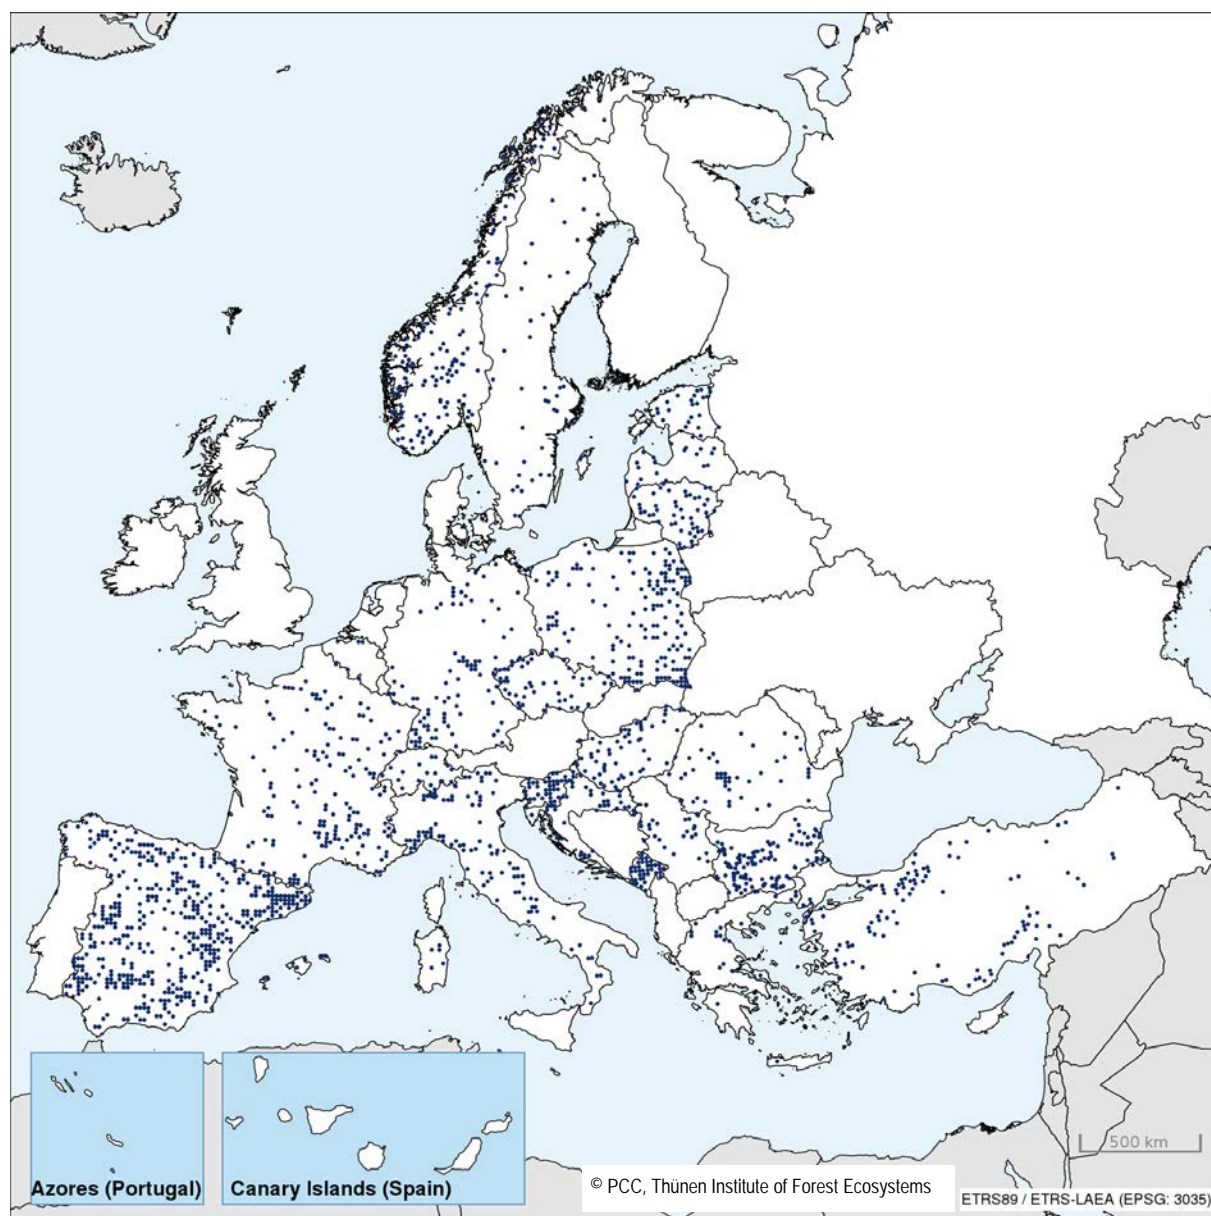 500 km
Azores (Portugal)
Canary Islands (Spain)
© PCC, Thünen Institute of Forest Ecosystems
ETRS89 / ETRS-LAEA (EPSG: 3035)